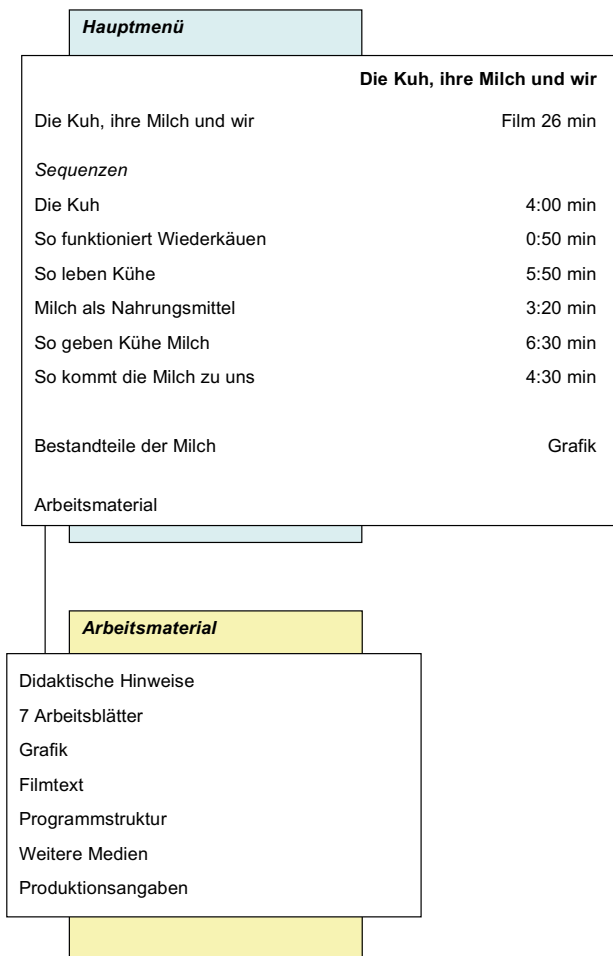 Hauptmenü
Die Kuh, ihre Milch und wir
Die Kuh, ihre Milch und wir Film 26 min
Sequenzen
Die Kuh 4:00 min
So funktioniert Wiederkäuen 0:50 min
So leben Kühe 5:50 min
Milch als Nahrungsmittel 3:20 min
So geben Kühe Milch 6:30 min
So kommt die Milch zu uns 4:30 min
Bestandteile der Milch Grafik
Arbeitsmaterial
Arbeitsmaterial
Didaktische Hinweise
7 Arbeitsblätter
Grafik
Filmtext
Programmstruktur
Weitere Medien
Produktionsangaben